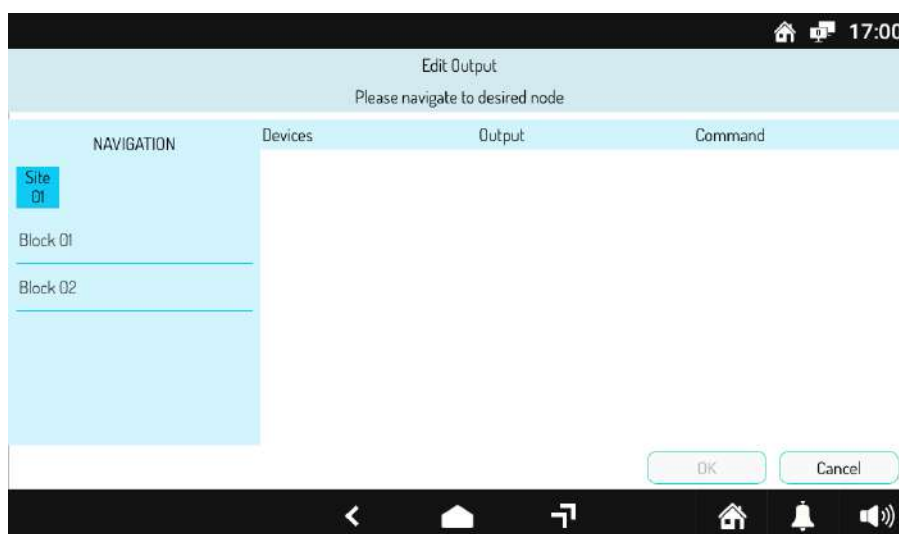 17:00
Edit Output
Please navigate to desired node
NAVIGATION
Devices Output Command
Site
01
Block 01
Block 02
OK Cancel